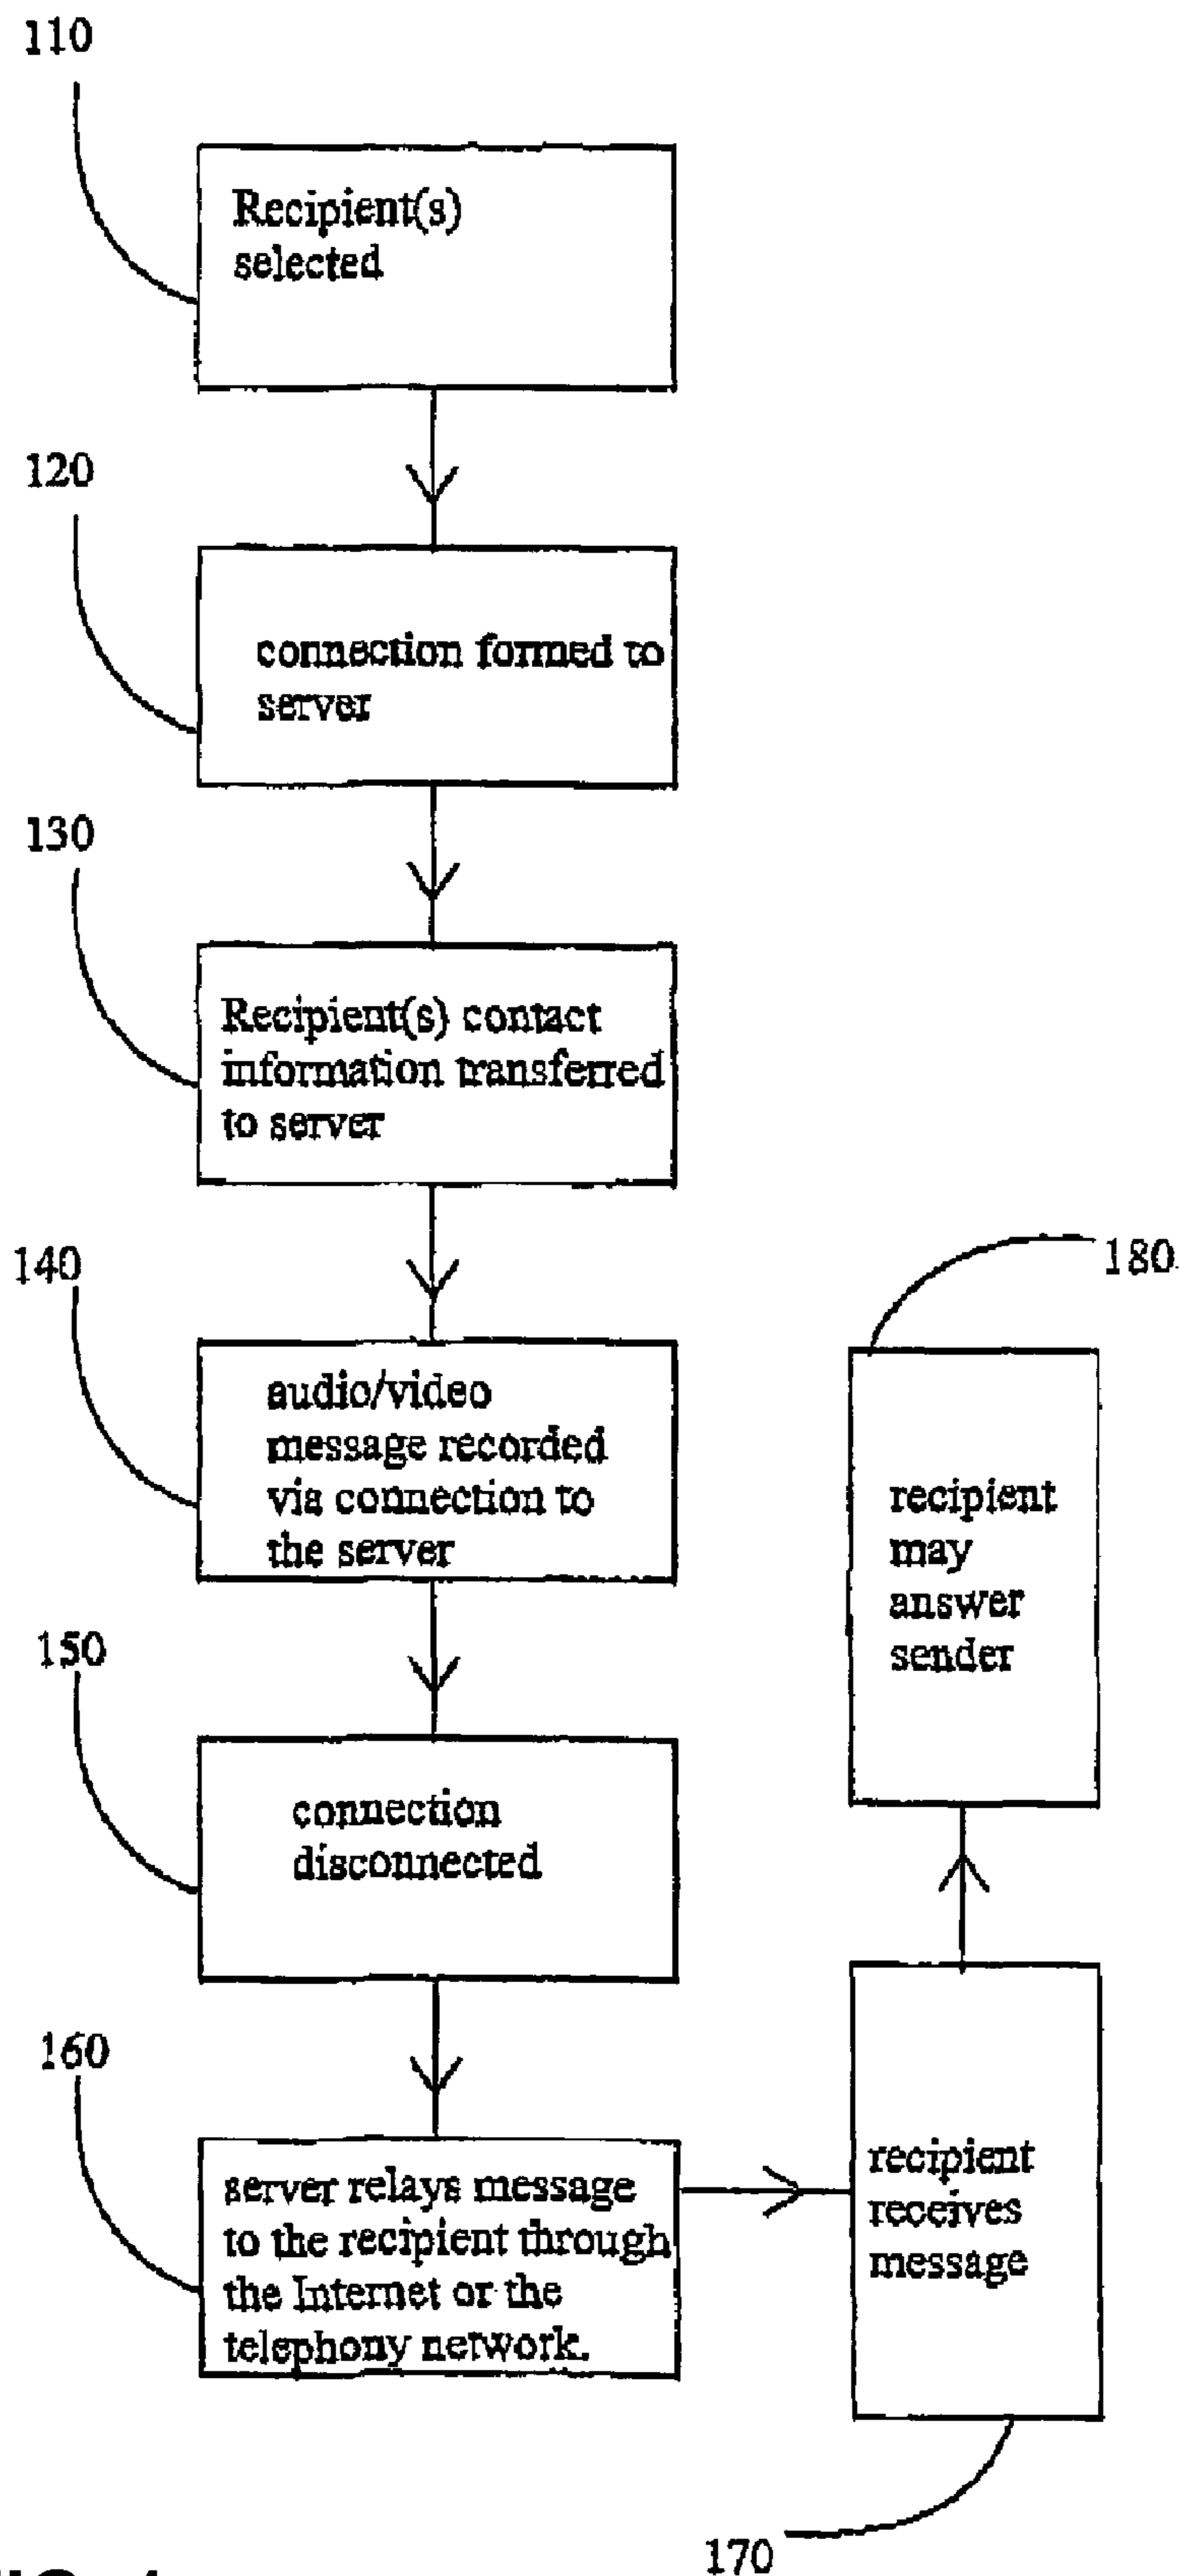 110
Recipient(s)
selected
120
connection formed to
server
130
Recipient(s) contact
information transferred
to server
140
audio/video
message recorded
via connection to
the server
150
connection
disconnected
160
server relays message
to the recipient through
the Internet or the
telephony network.
170
recipient
receives
message
180
recipient
may
answer
sender